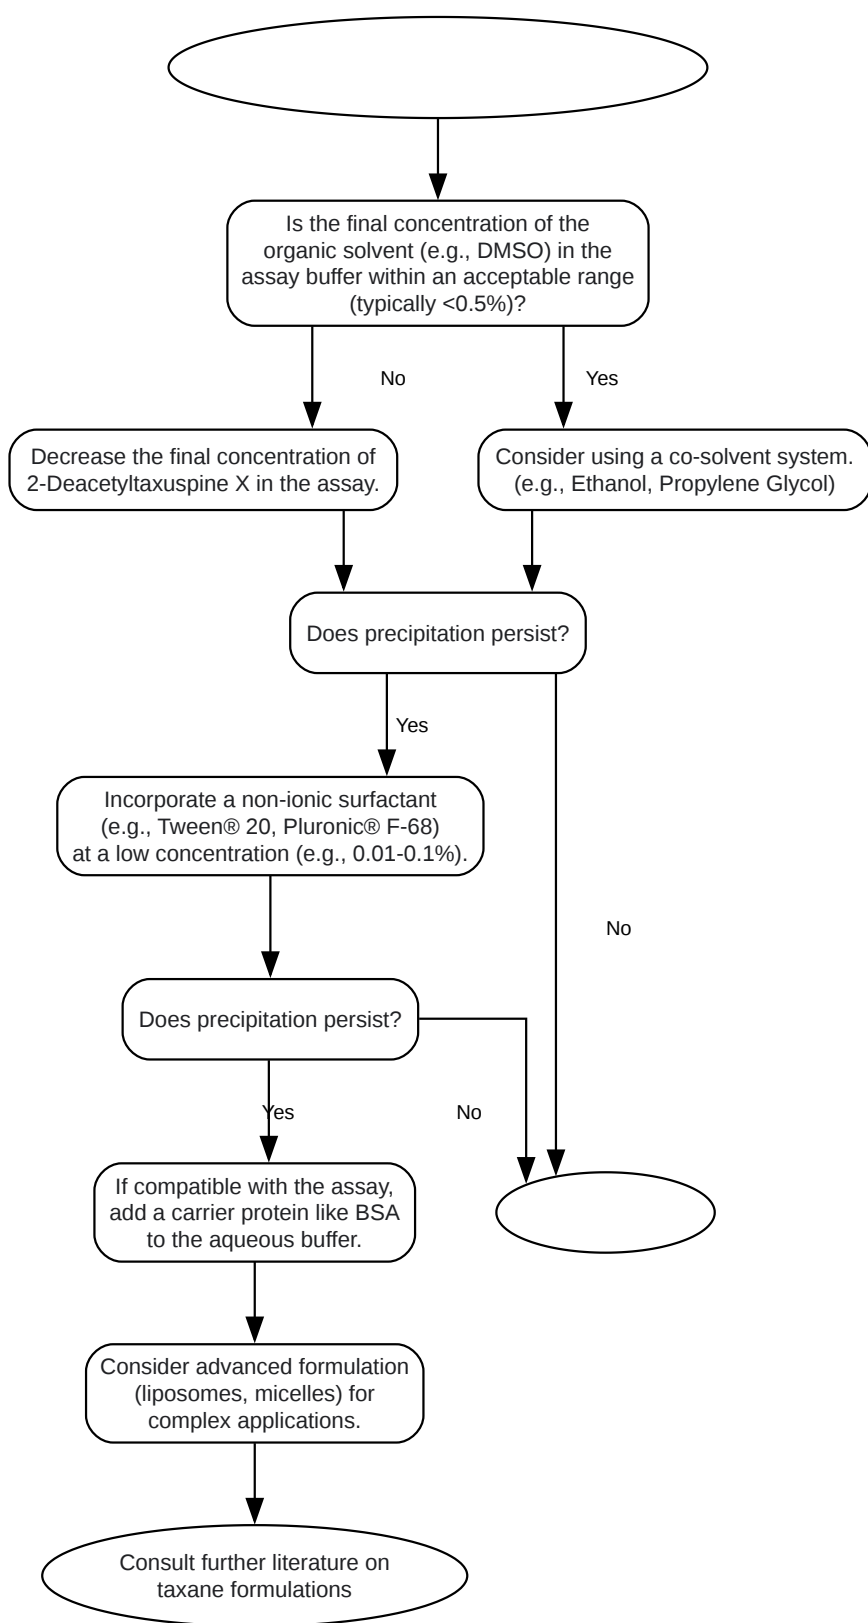 Is the final concentration of the
organic solvent (e.g., DMSO) in the
assay buffer within an acceptable range
(typically <0.5%)?
No
Yes
Decrease the final concentration of
2-Deacetyltaxuspine X in the assay.
Consider using a co-solvent system.
(e.g., Ethanol, Propylene Glycol)
Does precipitation persist?
Yes
Incorporate a non-ionic surfactant
(e.g., Tween® 20, Pluronic® F-68)
at a low concentration (e.g., 0.01-0.1%).
No
Does precipitation persist?
Yes
No
If compatible with the assay,
add a carrier protein like BSA
to the aqueous buffer.
Consider advanced formulation
(liposomes, micelles) for
complex applications.
Consult further literature on
taxane formulations